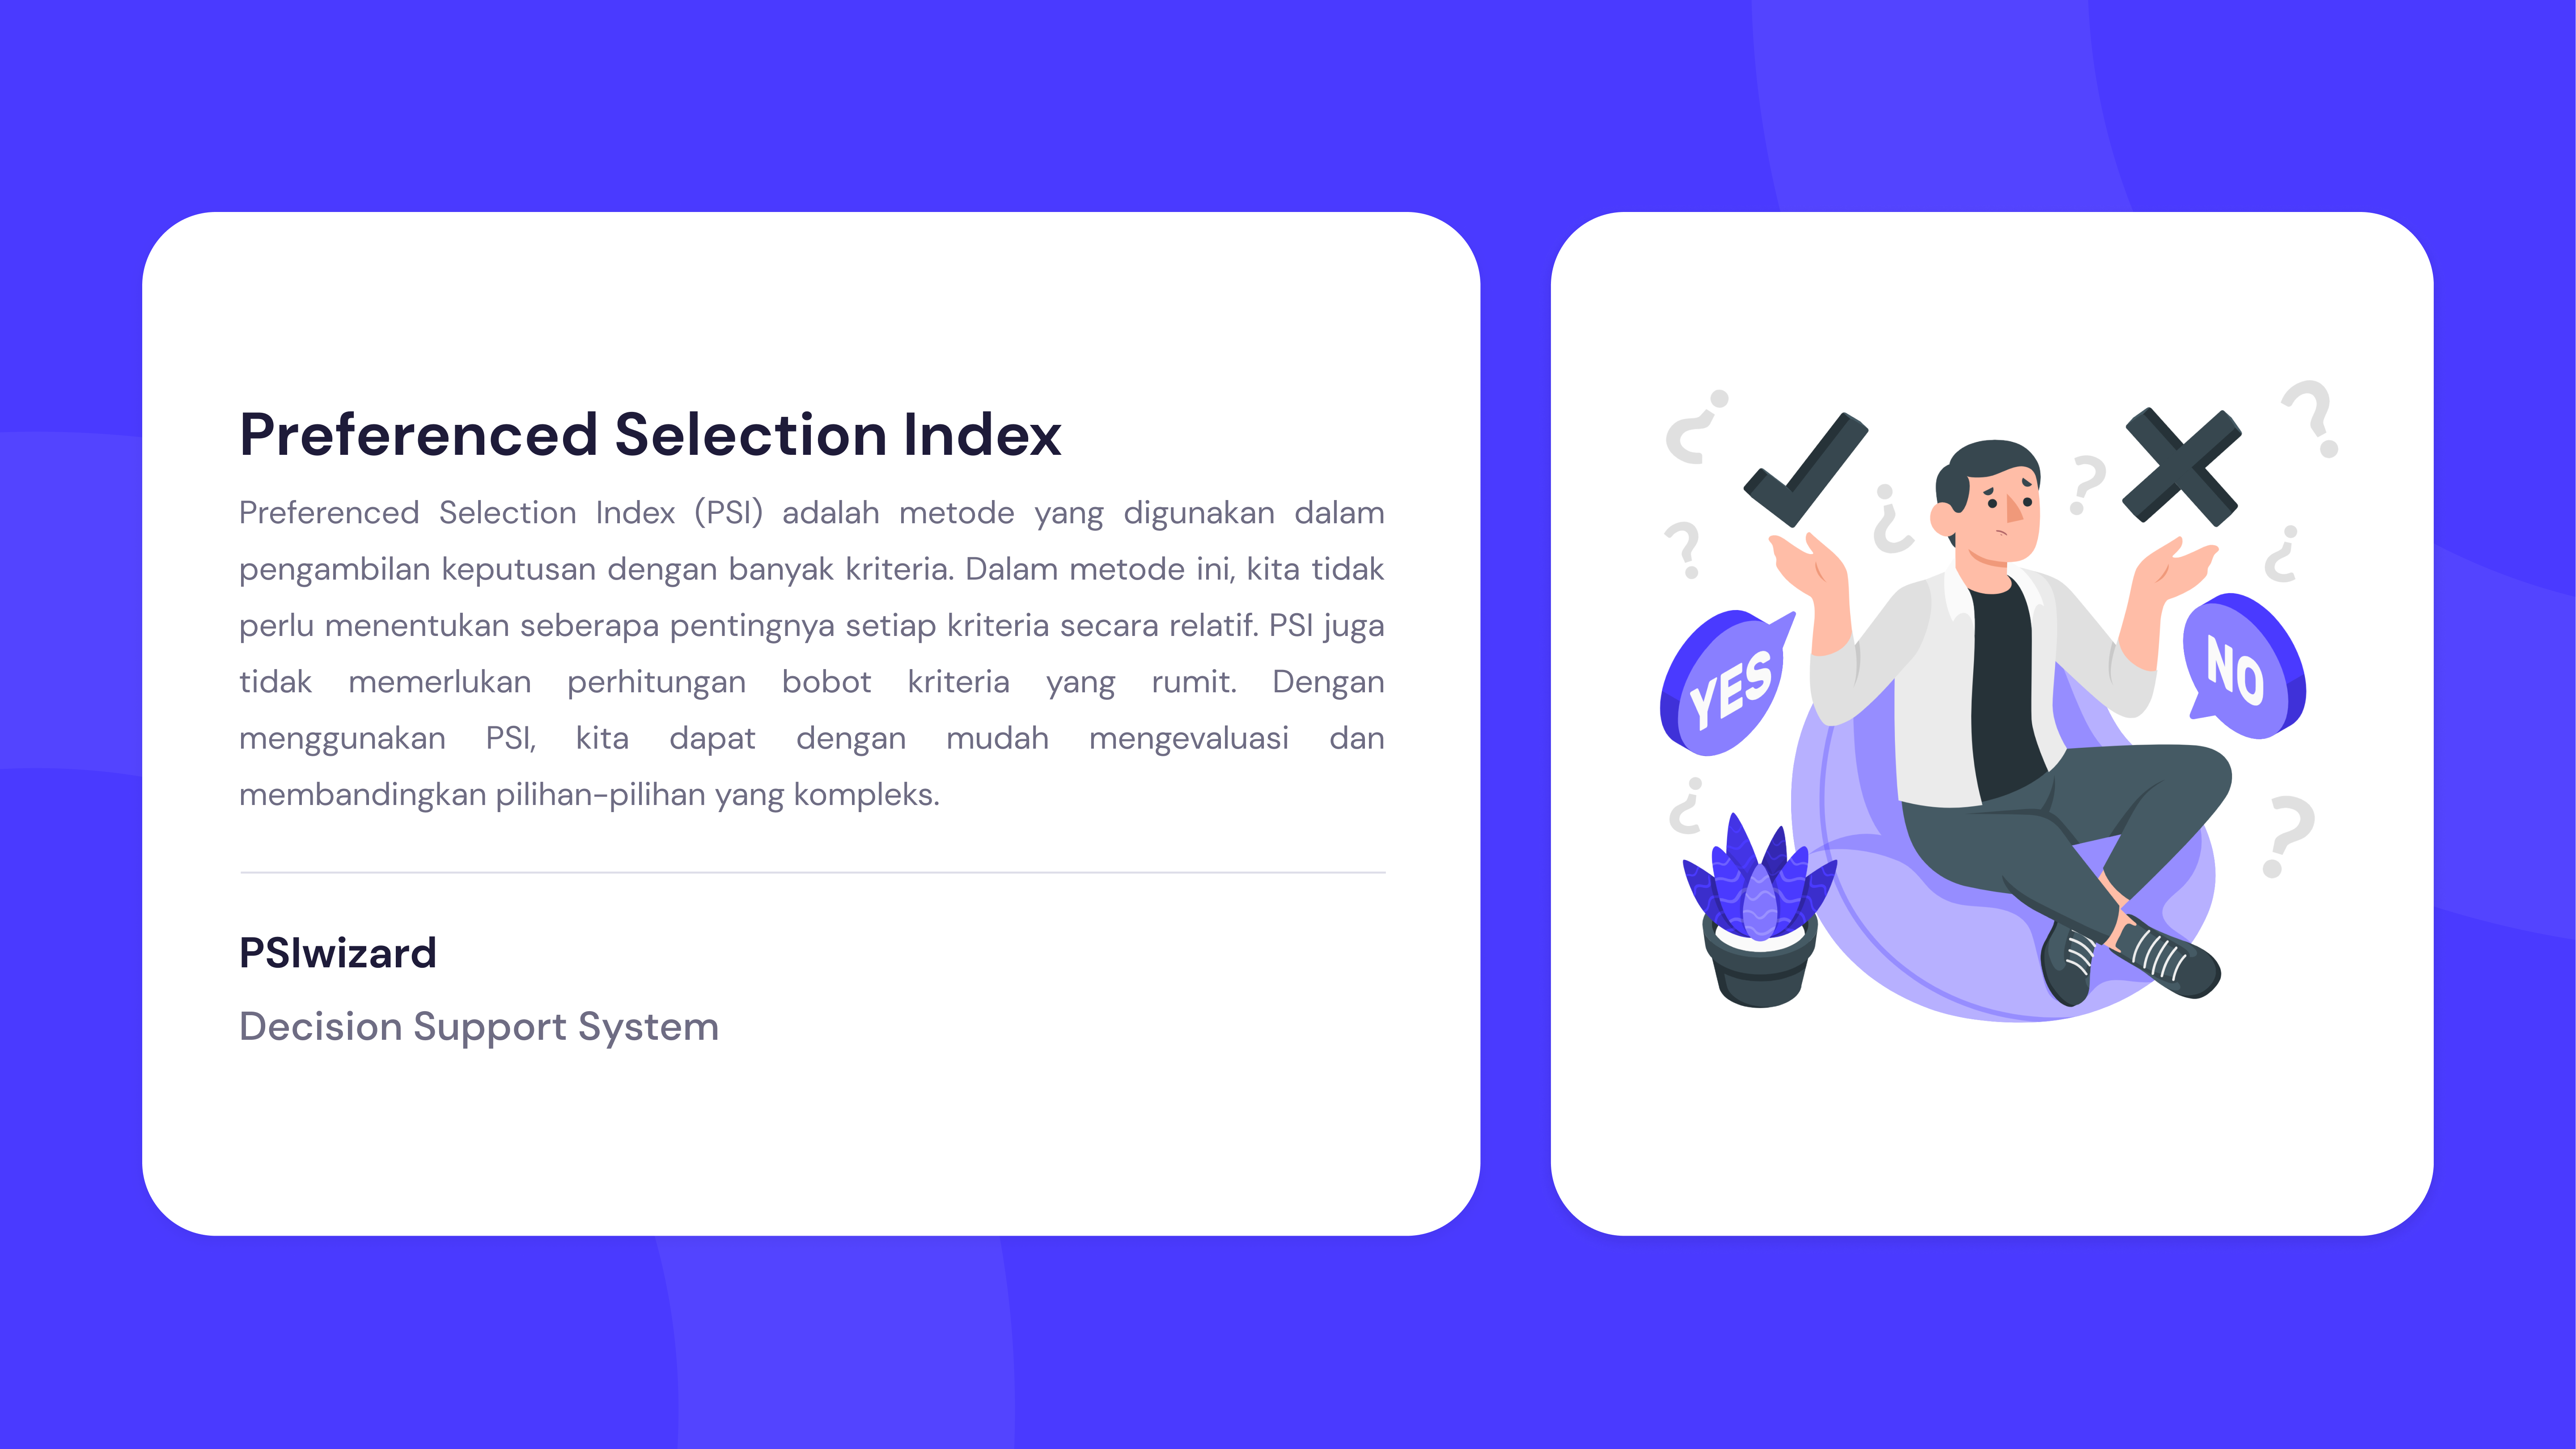 Preferenced Selection Index
Preferenced Selection Index (PSI) adalah metode yang digunakan dalam
pengambilan keputusan dengan banyak kriteria. Dalam metode ini, kita tidak
perlu menentukan seberapa pentingnya setiap kriteria secara relatif. PSI juga
tidak memerlukan perhitungan bobot kriteria yang rumit. Dengan
menggunakan PSI, kita dapat dengan mudah mengevaluasi dan
membandingkan pilihan-pilihan yang kompleks.
PSIwizard
Decision Support System
YES
NO